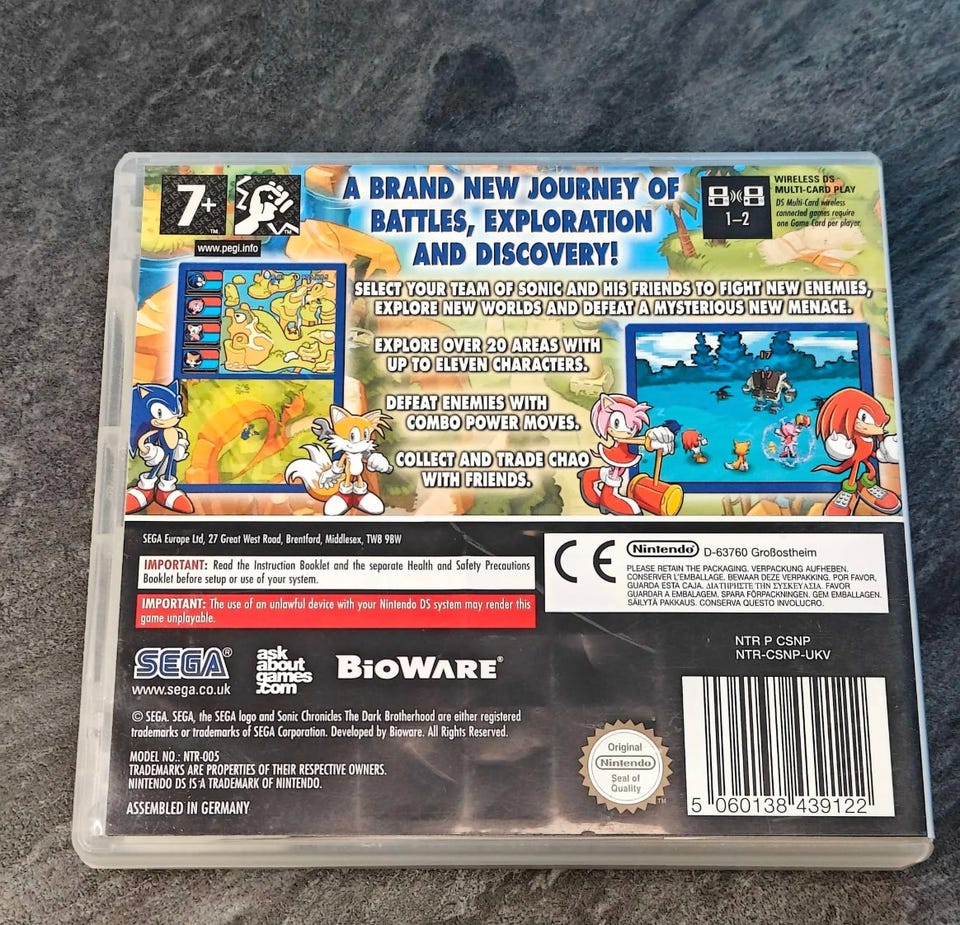 7+
™
™
www.pegi.info
A BRAND NEW JOURNEY OF
BATTLES, EXPLORATION
AND DISCOVERY!
1-2
WIRELESS DS
MULTI-CARD PLAY
DS Multi-Card wireless
connected games require
one Game Card per player.
SELECT YOUR TEAM OF SONIC AND HIS FRIENDS TO FIGHT NEW ENEMIES,
EXPLORE NEW WORLDS AND DEFEAT A MYSTERIOUS NEW MENACE.
EXPLORE OVER 20 AREAS WITH
UP TO ELEVEN CHARACTERS.
DEFEAT ENEMIES WITH
COMBO POWER MOVES.
COLLECT AND TRADE CHAO
WITH FRIENDS.
17
17
SEGA Europe Ltd, 27 Great West Road, Brentford, Middlesex, TW8 9BW
IMPORTANT: Read the Instruction Booklet and the separate Health and Safety Precautions
Booklet before setup or use of your system.
IMPORTANT: The use of an unlawful device with your Nintendo DS system may render this
game unplayable.
CE
Nintendo® D-63760 Großostheim
PLEASE RETAIN THE PACKAGING. VERPACKUNG AUFHEBEN.
CONSERVER L'EMBALLAGE. BEWAAR DEZE VERPAKKING. POR FAVOR,
GUARDA ESTA CAJA. ΔΙΑΤΗΡΗΣΤΕ ΤΗΝ ΣΥΣΚΕΥΑΣΙΑ. FAVOR
GUARDAR A EMBALAGEM. SPARA FÖRPACKNINGEN. GEM EMBALLAGEN.
SÄILYTÄ PAKKAUS. CONSERVA QUESTO INVOLUCRO.
SEGA®
www.sega.co.uk
ask
about
games
.com
BIOWARE®
NTR P CSNP
NTR-CSNP-UKV
© SEGA. SEGA, the SEGA logo and Sonic Chronicles The Dark Brotherhood are either registered
trademarks or trademarks of SEGA Corporation. Developed by Bioware. All Rights Reserved.
MODEL NO.: NTR-005
TRADEMARKS ARE PROPERTIES OF THEIR RESPECTIVE OWNERS.
NINTENDO DS IS A TRADEMARK OF NINTENDO.
ASSEMBLED IN GERMANY
Original
Nintendo
Seal of
Quality
™
5 060138 439122